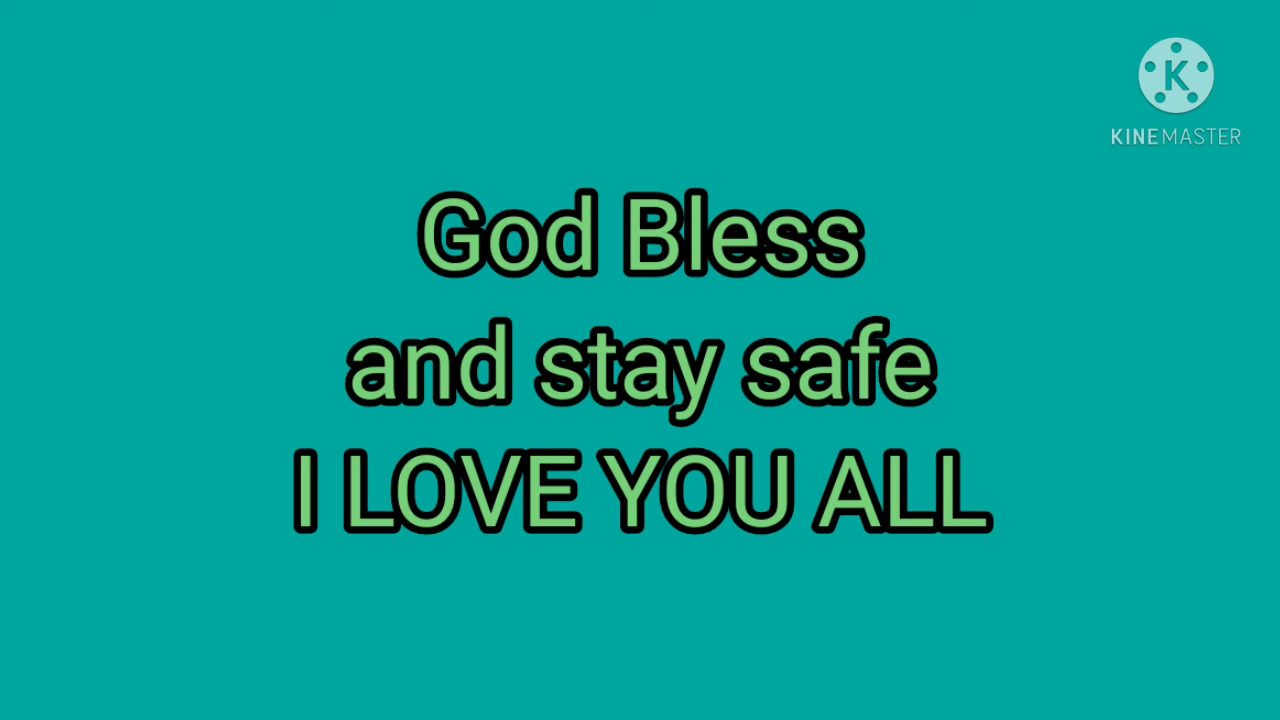 K
KINEMASTER
God Bless
and stay safe
I LOVE YOU ALL